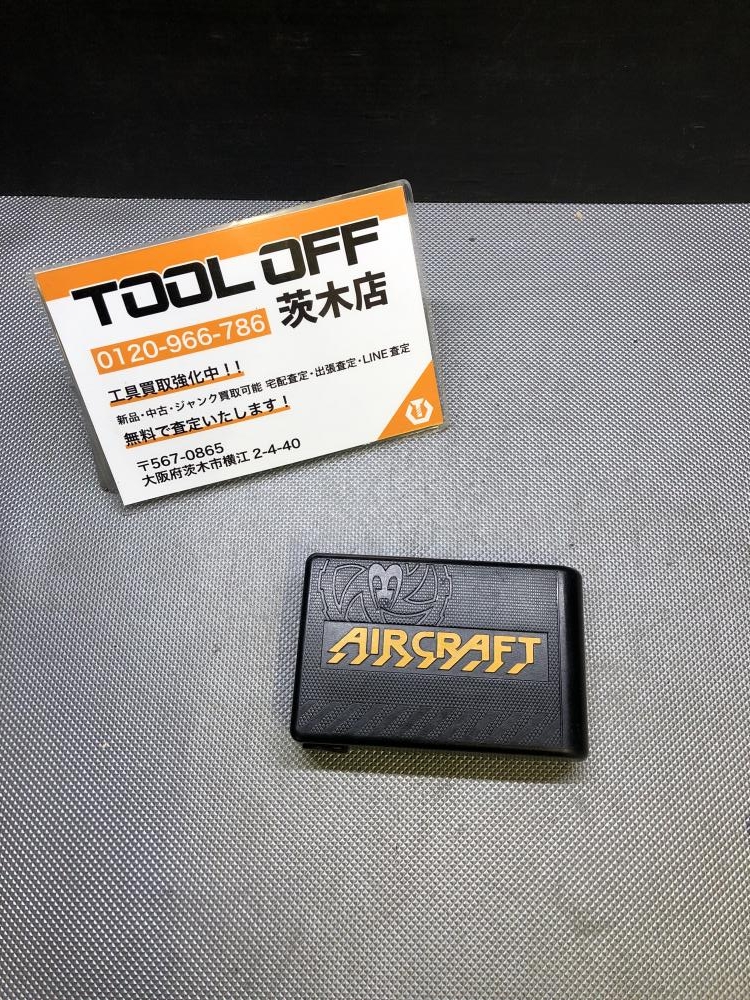 TOOL OFF
茨木店
0120-966-786
工具買取強化中！！
新品・中古・ジャンク買取可能 宅配査定・出張査定・LINE査定
無料で査定いたします！
〒567-0865
大阪府茨木市横江 2-4-40
AIRCRAFT